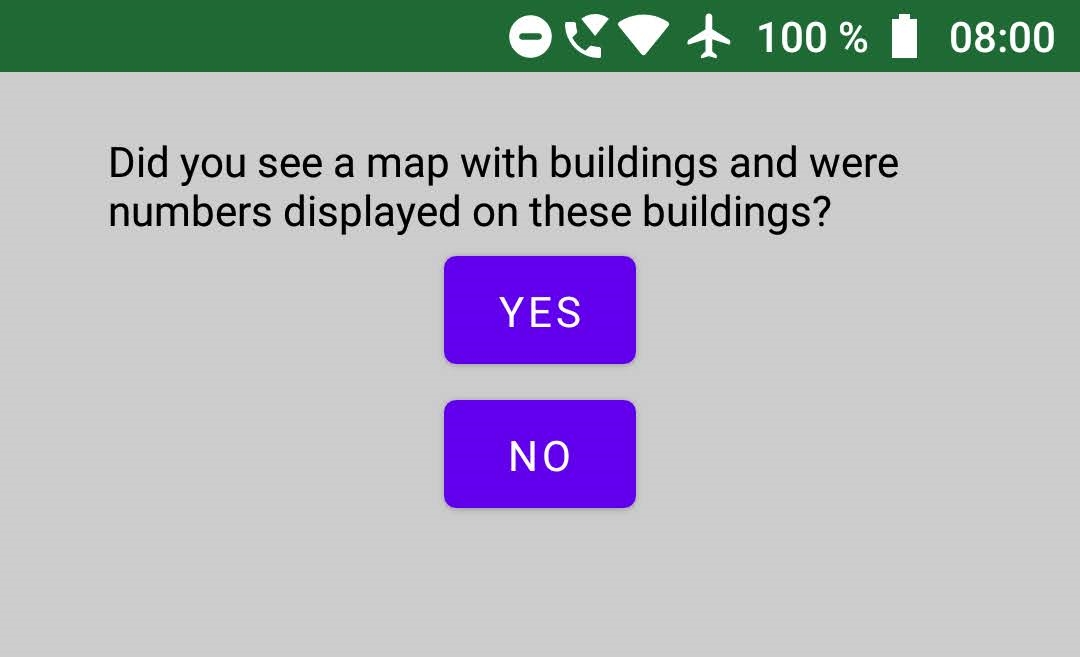 100 % 08:00
Did you see a map with buildings and were
numbers displayed on these buildings?
YES
NO